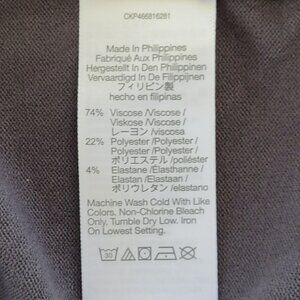 CKP466816261
Made In Philippines
Fabriqué Aux Philippines
Hergestellt In Den Philippinen
Vervaardigd In De Filippijnen
フィリピン製
hecho en filipinas
74% Viscose /Viscose /
Viskose /Viscose /
レーヨン /viscosa
22% Polyester /Polyester /
Polyester /Polyester /
ポリエステル /poliéster
4% Elastane /Élasthanne /
Elastan /Elastaan /
ポリウレタン /elastano
Machine Wash Cold With Like
Colors. Non-Chlorine Bleach
Only. Tumble Dry Low. Iron
On Lowest Setting.
30